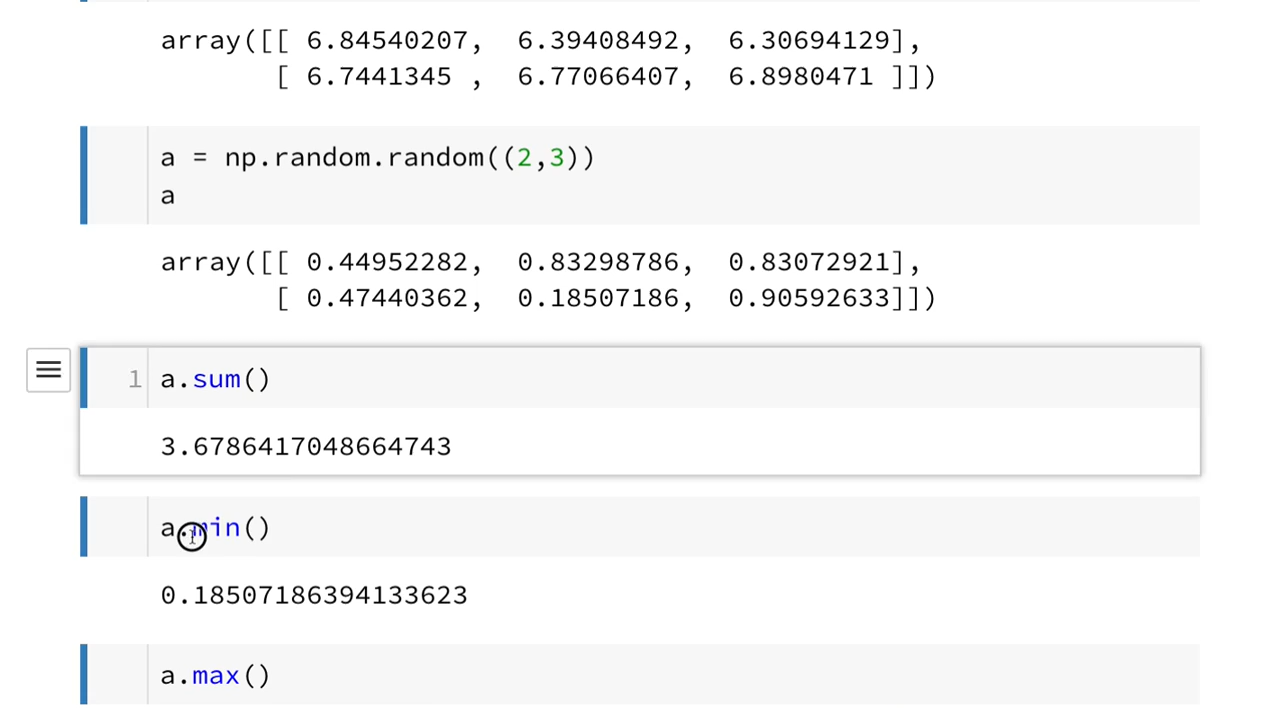 array([[ 6.84540207,  6.39408492,  6.30694129],
       [ 6.7441345 ,  6.77066407,  6.8980471 ]])
a = np.random.random((2,3))
a
array([[ 0.44952282,  0.83298786,  0.83072921],
       [ 0.47440362,  0.18507186,  0.90592633]])
1 a.sum()
3.6786417048664743
a.min()
0.18507186394133623
a.max()